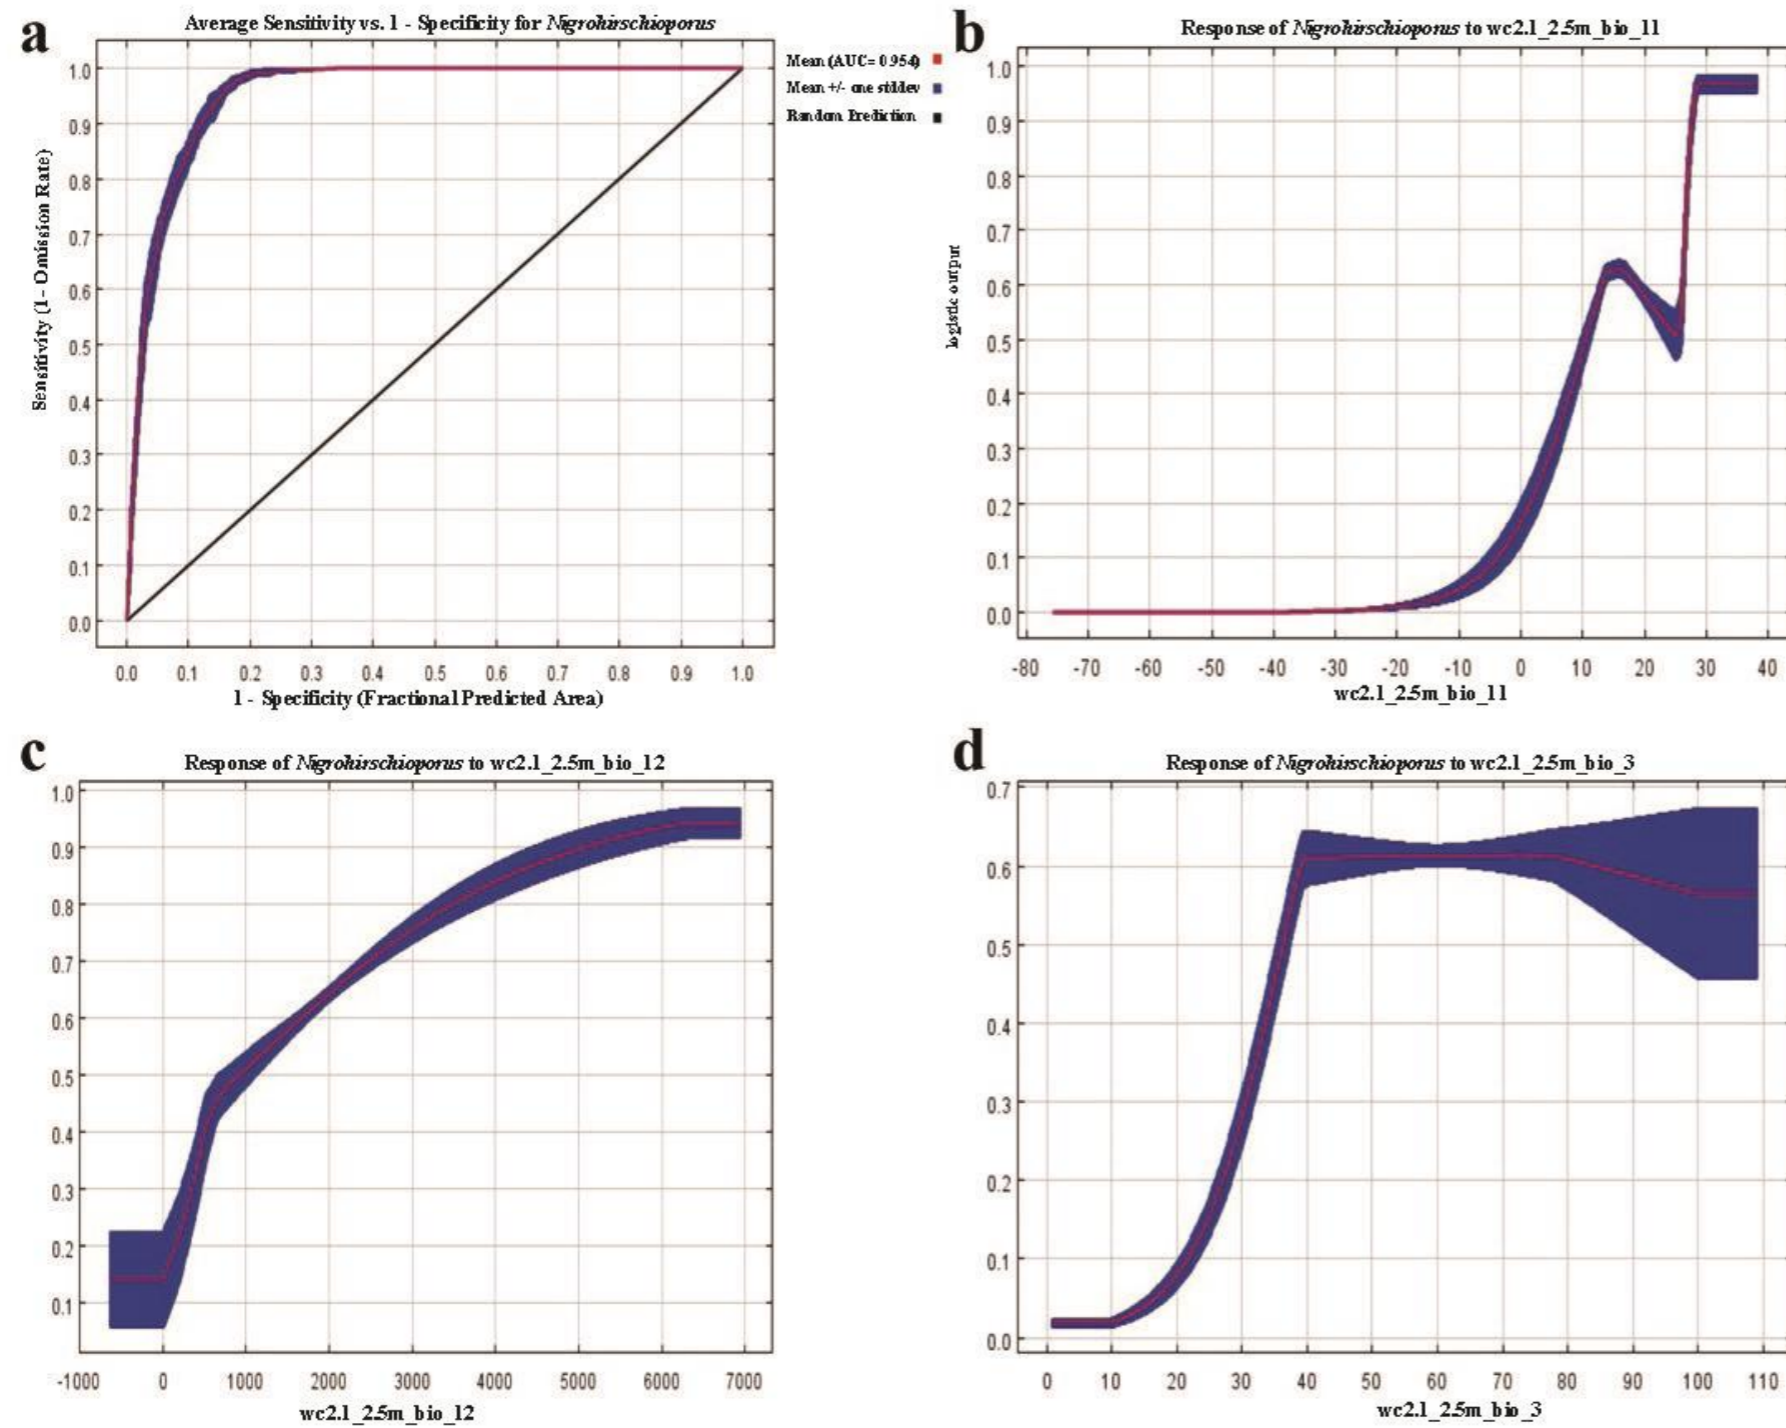 a
Average Sensitivity vs. 1 - Specificity for Nigrohirschioporus
Mean (AUC = 0.954)
Mean +/- one stddev
Random Prediction
Sensitivity (1 - Omission Rate)
1.0
0.9
0.8
0.7
0.6
0.5
0.4
0.3
0.2
0.1
0.0
0.0 0.1 0.2 0.3 0.4 0.5 0.6 0.7 0.8 0.9 1.0
1 - Specificity (Fractional Predicted Area)
b
Response of Nigrohirschioporus to wc2.1_2.5m_bio_11
logistic output
1.0
0.9
0.8
0.7
0.6
0.5
0.4
0.3
0.2
0.1
0.0
-80 -70 -60 -50 -40 -30 -20 -10 0 10 20 30 40
wc2.1_2.5m_bio_11
c
Response of Nigrohirschioporus to wc2.1_2.5m_bio_12
1.0
0.9
0.8
0.7
0.6
0.5
0.4
0.3
0.2
0.1
-1000 0 1000 2000 3000 4000 5000 6000 7000
wc2.1_2.5m_bio_12
d
Response of Nigrohirschioporus to wc2.1_2.5m_bio_3
0.7
0.6
0.5
0.4
0.3
0.2
0.1
0.0
0 10 20 30 40 50 60 70 80 90 100 110
wc2.1_2.5m_bio_3